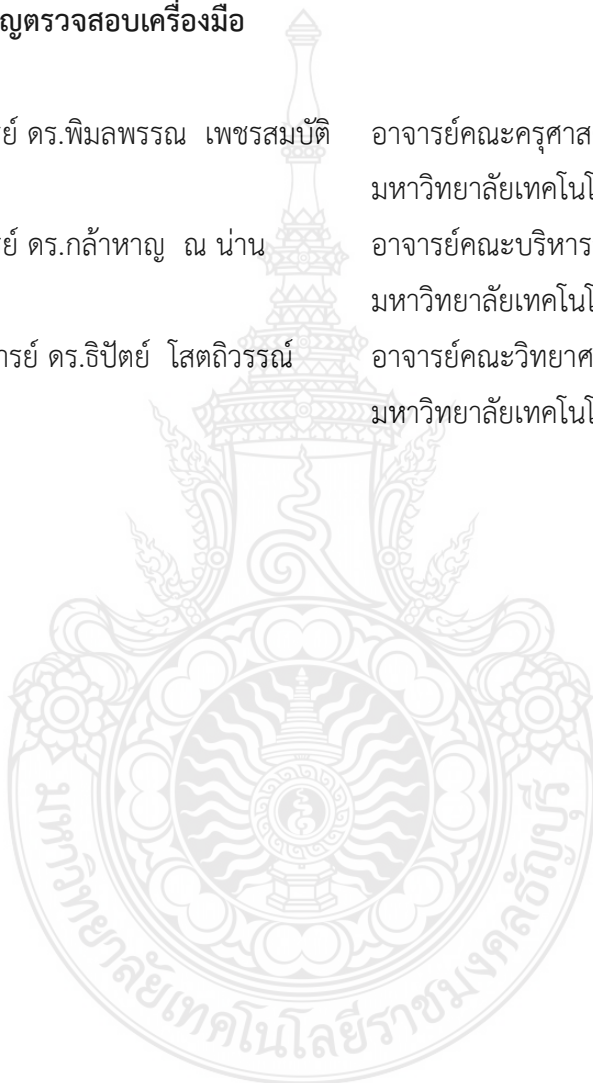 ญตรวจสอบเครื่องมือ
รย์ ดร.พิมลพรรณ เพชรสมบัติ อาจารย์คณะครุศาส
มหาวิทยาลัยเทคโนโ
รย์ ดร.กล้าหาญ ณ น่าน อาจารย์คณะบริหาร
มหาวิทยาลัยเทคโนโ
ารย์ ดร.ธิปัตย์ โสตถิวรรณ์ อาจารย์คณะวิทยาศ
มหาวิทยาลัยเทคโนโ
มหาวิทยาลัยเทคโนโลยีราชมงคลธัญบุรี